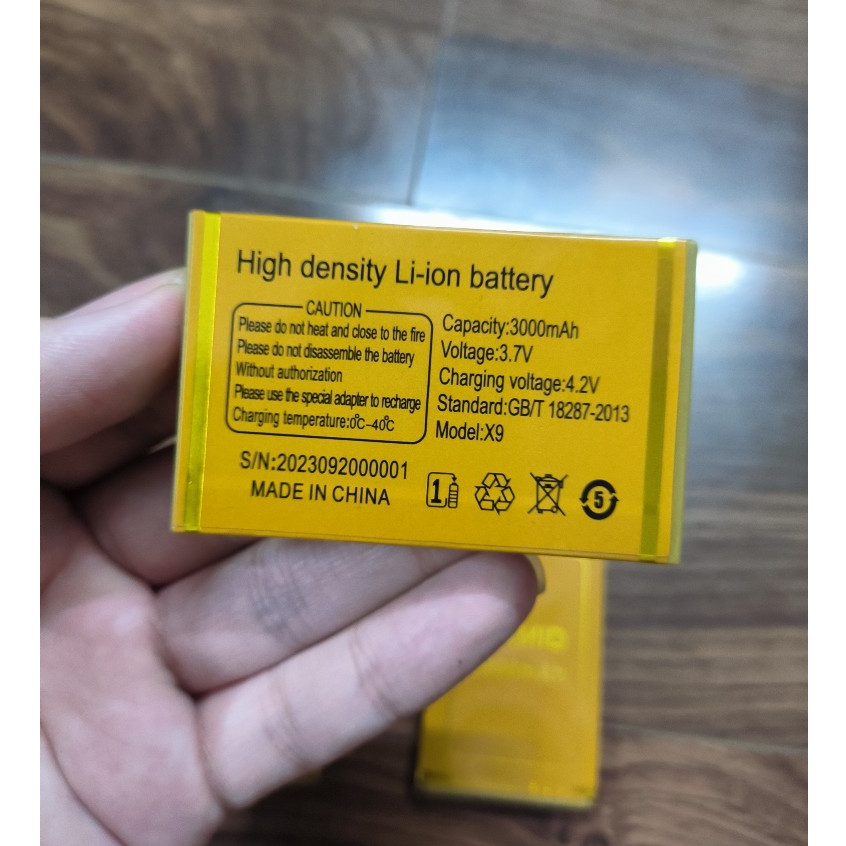 High density Li-ion battery
CAUTION
Please do not heat and close to the fire
Please do not disassemble the battery
Without authorization
Please use the special adapter to recharge
Charging temperature:0℃-40℃
Capacity:3000mAh
Voltage:3.7V
Charging voltage:4.2V
Standard:GB/T 18287-2013
Model:X9
S/N:2023092000001
MADE IN CHINA
1
5